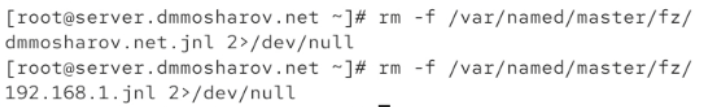 [root@server.dmmosharov.net ~]# rm -f /var/named/master/fz/
dmmosharov.net.jnl 2>/dev/null
[root@server.dmmosharov.net ~]# rm -f /var/named/master/fz/
192.168.1.jnl 2>/dev/null